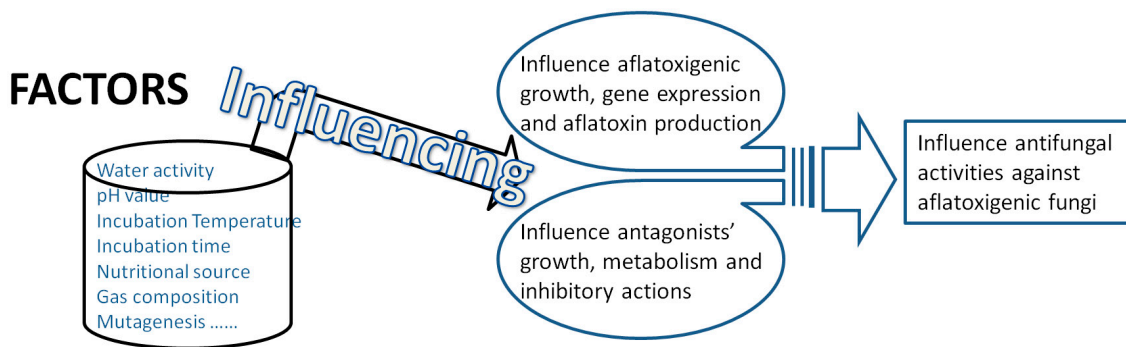 FACTORS
Influencing
Water activity
pH value
Incubation Temperature
Incubation time
Nutritional source
Gas composition
Mutagenesis ......
Influence aflatoxigenic
growth, gene expression
and aflatoxin production
Influence antagonists’
growth, metabolism and
inhibitory actions
Influence antifungal
activities against
aflatoxigenic fungi